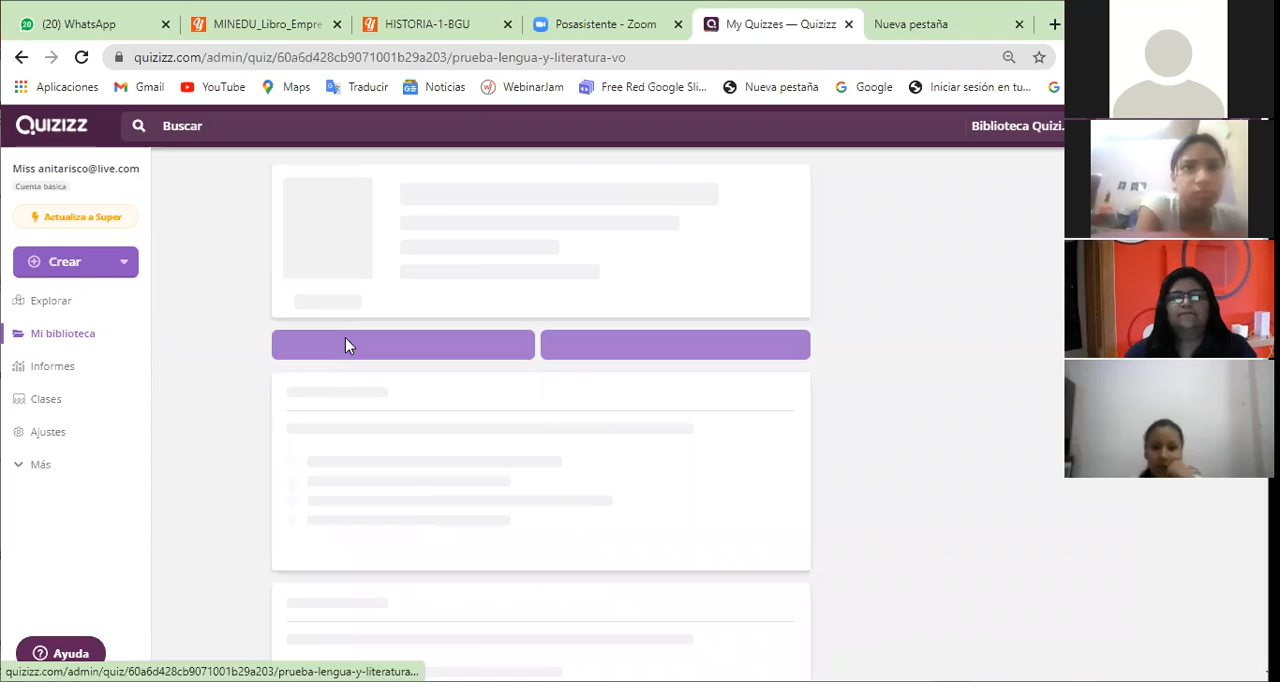 (20) WhatsApp
MINEDU_Libro_Empre
HISTORIA-1-BGU
Posasistente - Zoom
My Quizzes — Quizizz
Nueva pestaña
quizizz.com/admin/quiz/60a6d428cb9071001b29a203/prueba-lengua-y-literatura-vo
Aplicaciones
Gmail
YouTube
Maps
Traducir
Noticias
WebinarJam
Free Red Google Sli...
Nueva pestaña
Google
Iniciar sesión en tu...
QUIZIZZ
Buscar
Biblioteca Quizi.
Miss anitarisco@live.com
Cuenta básica
Actualiza a Super
Crear
Explorar
Mi biblioteca
Informes
Clases
Ajustes
Más
Ayuda
quizizz.com/admin/quiz/60a6d428cb9071001b29a203/prueba-lengua-y-literatura...